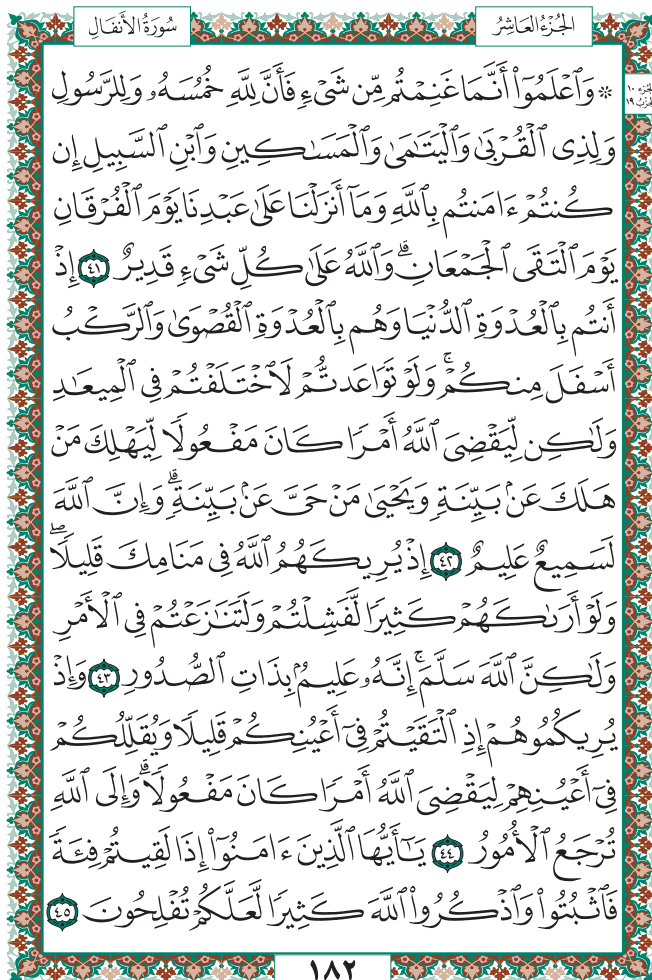 الجُزْءُ العَاشِرُ
سُورَةُ الأَنفَالِ
۞ وَٱعْلَمُوٓا۟ أَنَّمَا غَنِمْتُم مِّن شَىْءٍ فَأَنَّ لِلَّهِ خُمُسَهُۥ وَلِلرَّسُولِ
وَلِذِى ٱلْقُرْبَىٰ وَٱلْيَتَـٰمَىٰ وَٱلْمَسَـٰكِينِ وَٱبْنِ ٱلسَّبِيلِ إِن
كُنتُمْ ءَامَنتُم بِٱللَّهِ وَمَآ أَنزَلْنَا عَلَىٰ عَبْدِنَا يَوْمَ ٱلْفُرْقَانِ
يَوْمَ ٱلْتَقَى ٱلْجَمْعَانِ ۗ وَٱللَّهُ عَلَىٰ كُلِّ شَىْءٍ قَدِيرٌ ٤١ إِذْ
أَنتُم بِٱلْعُدْوَةِ ٱلدُّنْيَا وَهُم بِٱلْعُدْوَةِ ٱلْقُصْوَىٰ وَٱلرَّكْبُ
أَسْفَلَ مِنكُمْ ۚ وَلَوْ تَوَاعَدتُّمْ لَٱخْتَلَفْتُمْ فِى ٱلْمِيعَـٰدِ
وَلَـٰكِن لِّيَقْضِىَ ٱللَّهُ أَمْرًا كَانَ مَفْعُولًا لِّيَهْلِكَ مَنْ
هَلَكَ عَنۢ بَيِّنَةٍ وَيَحْيَىٰ مَنْ حَىَّ عَنۢ بَيِّنَةٍ ۗ وَإِنَّ ٱللَّهَ
لَسَمِيعٌ عَلِيمٌ ٤٢ إِذْ يُرِيكَهُمُ ٱللَّهُ فِى مَنَامِكَ قَلِيلًا ۖ
وَلَوْ أَرَىٰكَهُمْ كَثِيرًا لَّفَشِلْتُمْ وَلَتَنَـٰزَعْتُمْ فِى ٱلْأَمْرِ
وَلَـٰكِنَّ ٱللَّهَ سَلَّمَ ۗ إِنَّهُۥ عَلِيمٌۢ بِذَاتِ ٱلصُّدُورِ ٤٣ وَإِذْ
يُرِيكُمُوهُمْ إِذِ ٱلْتَقَيْتُمْ فِىٓ أَعْيُنِكُمْ قَلِيلًا وَيُقَلِّلُكُمْ
فِىٓ أَعْيُنِهِمْ لِيَقْضِىَ ٱللَّهُ أَمْرًا كَانَ مَفْعُولًا ۗ وَإِلَى ٱللَّهِ
تُرْجَعُ ٱلْأُمُورُ ٤٤ يَـٰٓأَيُّهَا ٱلَّذِينَ ءَامَنُوٓا۟ إِذَا لَقِيتُمْ فِئَةً
فَٱثْبُتُوا۟ وَٱذْكُرُوا۟ ٱللَّهَ كَثِيرًا لَّعَلَّكُمْ تُفْلِحُونَ ٤٥
١٨٢